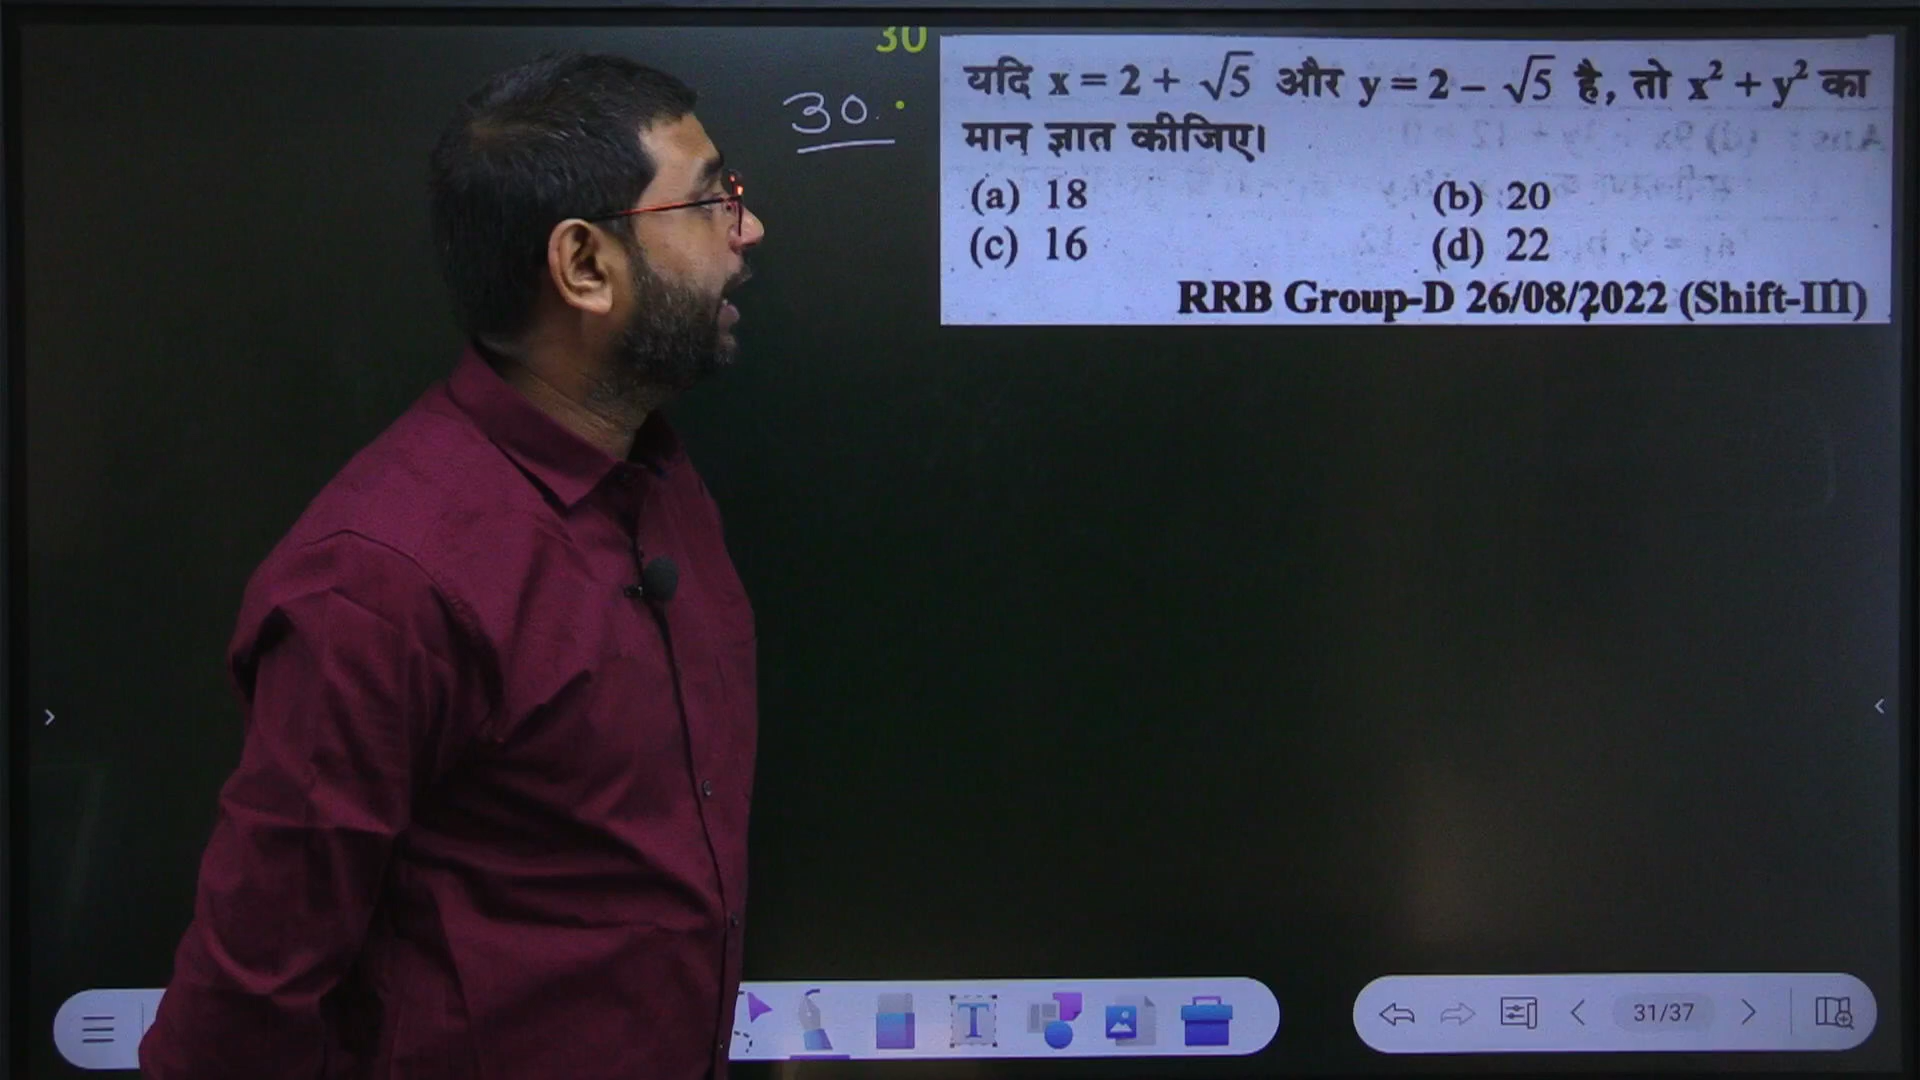 30
30.
यदि x = 2 + √5 और y = 2 – √5 है, तो x² + y² का
मान ज्ञात कीजिए।
(a) 18 (b) 20
(c) 16 (d) 22
RRB Group-D 26/08/2022 (Shift-III)
T
31/37